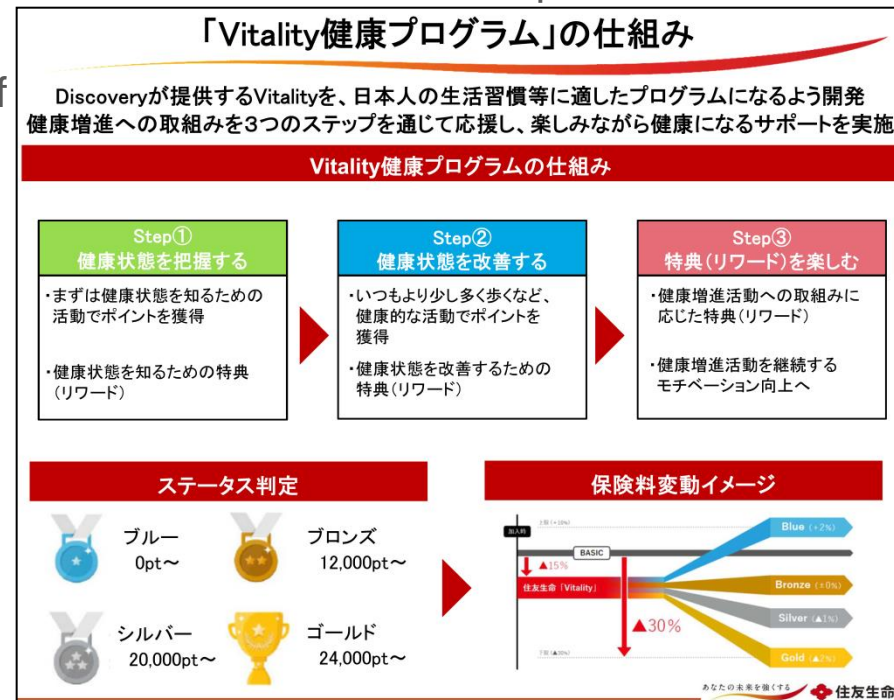 f
「Vitality健康プログラム」の仕組み
Discoveryが提供するVitalityを、日本人の生活習慣等に適したプログラムになるよう開発
健康増進への取組みを3つのステップを通じて応援し、楽しみながら健康になるサポートを実施
Vitality健康プログラムの仕組み
Step①
健康状態を把握する
・まずは健康状態を知るための
活動でポイントを獲得
・健康状態を知るための特典
(リワード)
Step②
健康状態を改善する
・いつもより少し多く歩くなど、
健康的な活動でポイントを
獲得
・健康状態を改善するための
特典(リワード)
Step③
特典(リワード)を楽しむ
・健康増進活動への取組みに
応じた特典(リワード)
・健康増進活動を継続する
モチベーション向上へ
ステータス判定
ブルー
0pt～
ブロンズ
12,000pt～
シルバー
20,000pt～
ゴールド
24,000pt～
保険料変動イメージ
加入時
上限(+10%)
BASIC
▲15%
住友生命「Vitality」
▲30%
下限(▲30%)
Blue (+2%)
Bronze (±0%)
Silver (▲1%)
Gold (▲2%)
あなたの未来を強くする
住友生命